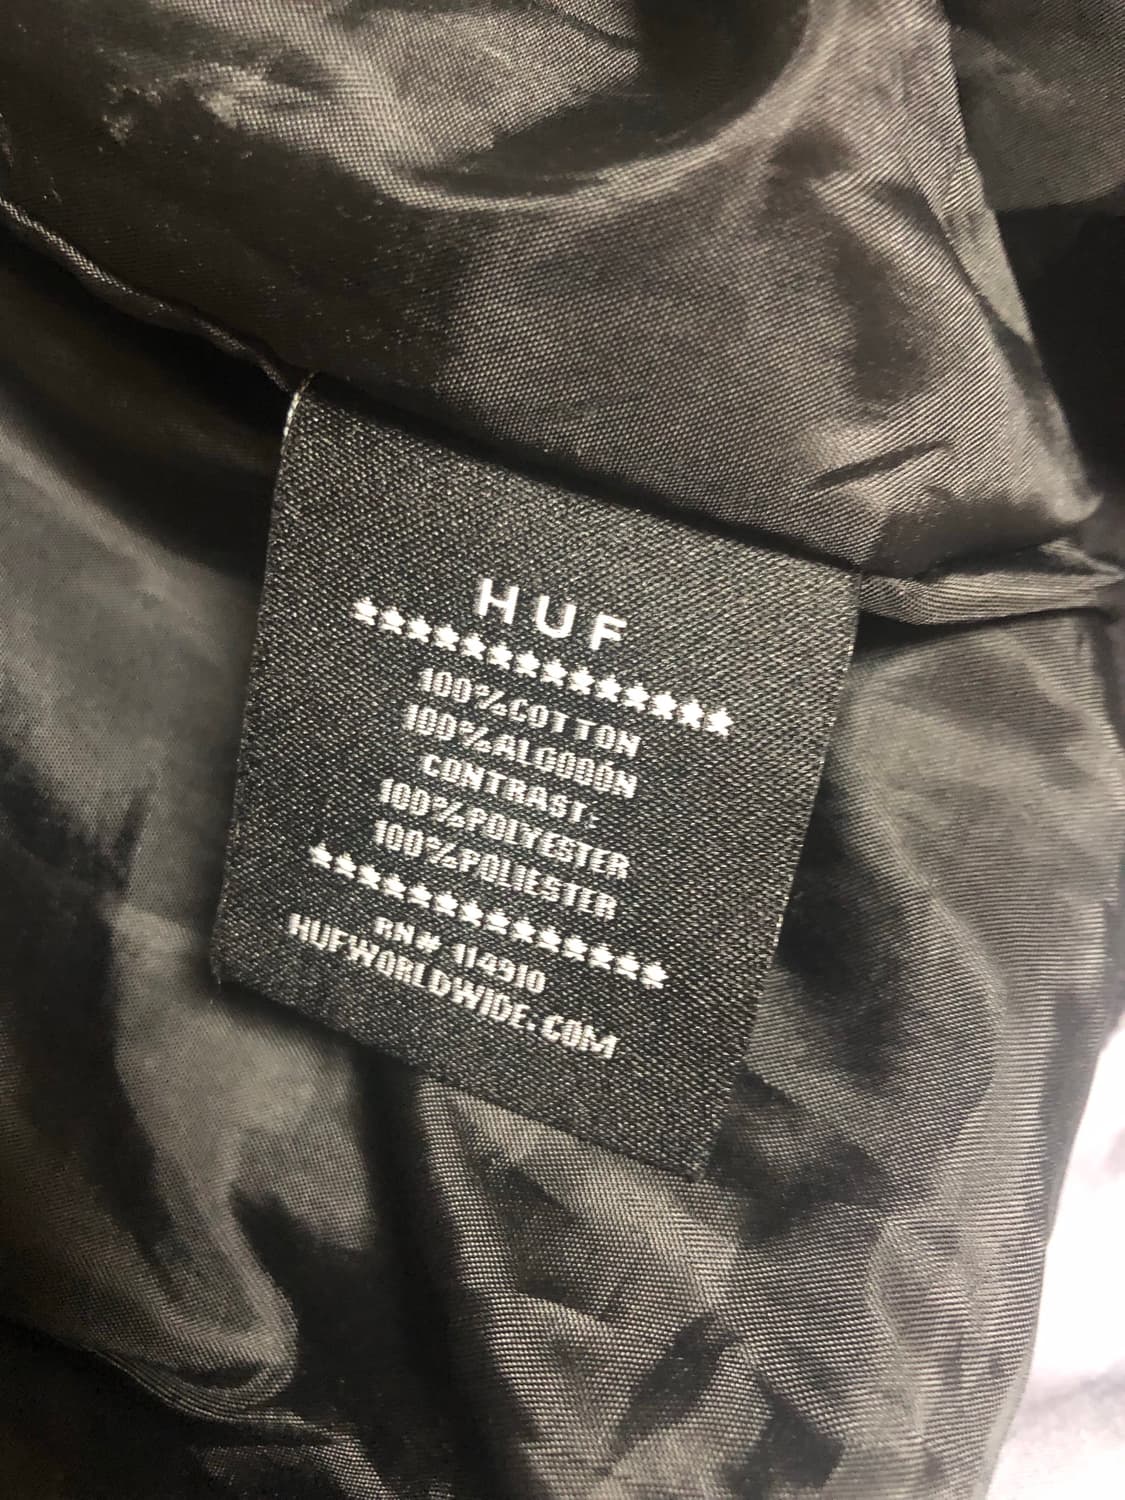 HUF
***************
100%COTTON
100%ALGODÓN
CONTRAST:
100%POLYESTER
100%POLIESTER
**************
RN# 114910
HUFWORLDWIDE.COM